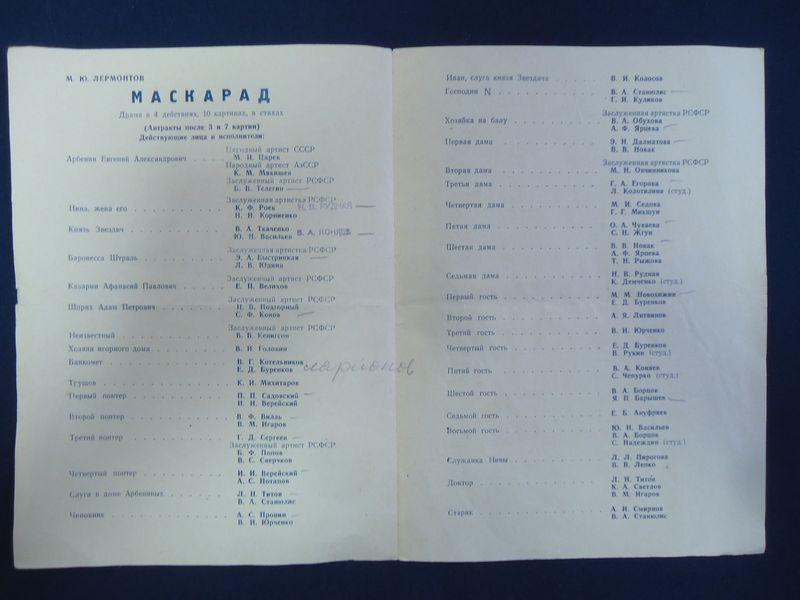 М. Ю. ЛЕРМОНТОВ
МАСКАРАД
Драма в 4 действиях, 10 картинах, в стихах
(Антракты после 3 и 7 картин)
Действующие лица и исполнители:
Народный артист СССР
Арбенин Евгений Александрович . . . . М. И. Царев
Народный артист АзССР
К. М. Мякишев
Заслуженный артист РСФСР
Б. В. Телегин
Заслуженная артистка РСФСР
Нина, жена его . . . . К. Ф. Роек Н. В. РУДНАЯ
Н. И. Корниенко
Князь Звездич . . . . В. А. Ткаченко В. А. КОНЯЕВ
Ю. Н. Васильев
Заслуженная артистка РСФСР
Баронесса Штраль . . . . Э. А. Быстрицкая
Л. В. Юдина
Заслуженный артист РСФСР
Казарин Афанасий Павлович . . . . Е. П. Велихов
Заслуженный артист РСФСР
Шприх Адам Петрович . . . . Н. В. Подгорный
С. Ф. Конов
Заслуженный артист РСФСР
Неизвестный . . . . В. Б. Кенигсон
Хозяин игорного дома . . . . В. И. Головин
Банкомет . . . . В. Г. Котельников
Е. Д. Буренков Ларионов
Трущов . . . . К. И. Михитаров
Первый понтер . . . . П. П. Садовский
И. И. Верейский
Второй понтер . . . . В. Ф. Вилль
В. М. Игаров
Третий понтер . . . . Г. Д. Сергеев
Заслуженный артист РСФСР
Б. Ф. Попов
В. С. Сверчков
Четвертый понтер . . . . И. И. Верейский
А. С. Потапов
Слуга в доме Арбениных . . . . Л. Н. Титов
В. А. Станюлис
Чиновник . . . . А. С. Пронин
В. И. Юрченко
Иван, слуга князя Звездича . . . . В. И. Колосов
Господин N . . . . В. А. Станюлис
Г. И. Куликов
Заслуженная артистка РСФСР
Хозяйка на балу . . . . В. А. Обухова
А. Ф. Ярцева
Первая дама . . . . Э. Н. Далматова
В. В. Новак
Заслуженная артистка РСФСР
Вторая дама . . . . М. Н. Овчинникова
Третья дама . . . . Г. А. Егорова
Л. Колотилина (студ.)
Четвертая дама . . . . М. И. Седова
Г. Г. Микшун
Пятая дама . . . . О. А. Чуваева
С. Н. Жгун
Шестая дама . . . . В. В. Новак
А. Ф. Ярцева
Т. Н. Рыжова
Седьмая дама . . . . Н. В. Рудная
К. Демченко (студ.)
Первый гость . . . . М. М. Новохижин
Е. Д. Буренков
Второй гость . . . . А. Я. Литвинов
Третий гость . . . . В. И. Юрченко
Четвертый гость . . . . Е. Д. Буренков
В. Рукин (студ.)
Пятый гость . . . . В. А. Коняев
С. Чепурко (студ.)
Шестой гость . . . . В. А. Борцов
Я. П. Барышев
Седьмой гость . . . . Е. Б. Ануфриев
Восьмой гость . . . . Ю. Н. Васильев
В. А. Борцов
С. Надеждин (студ.)
Служанка Нины . . . . Л. Л. Пирогова
В. В. Лепко
Доктор . . . . Л. Н. Титов
К. А. Светлов
В. М. Игаров
Старик . . . . А. И. Смирнов
В. А. Станюлис